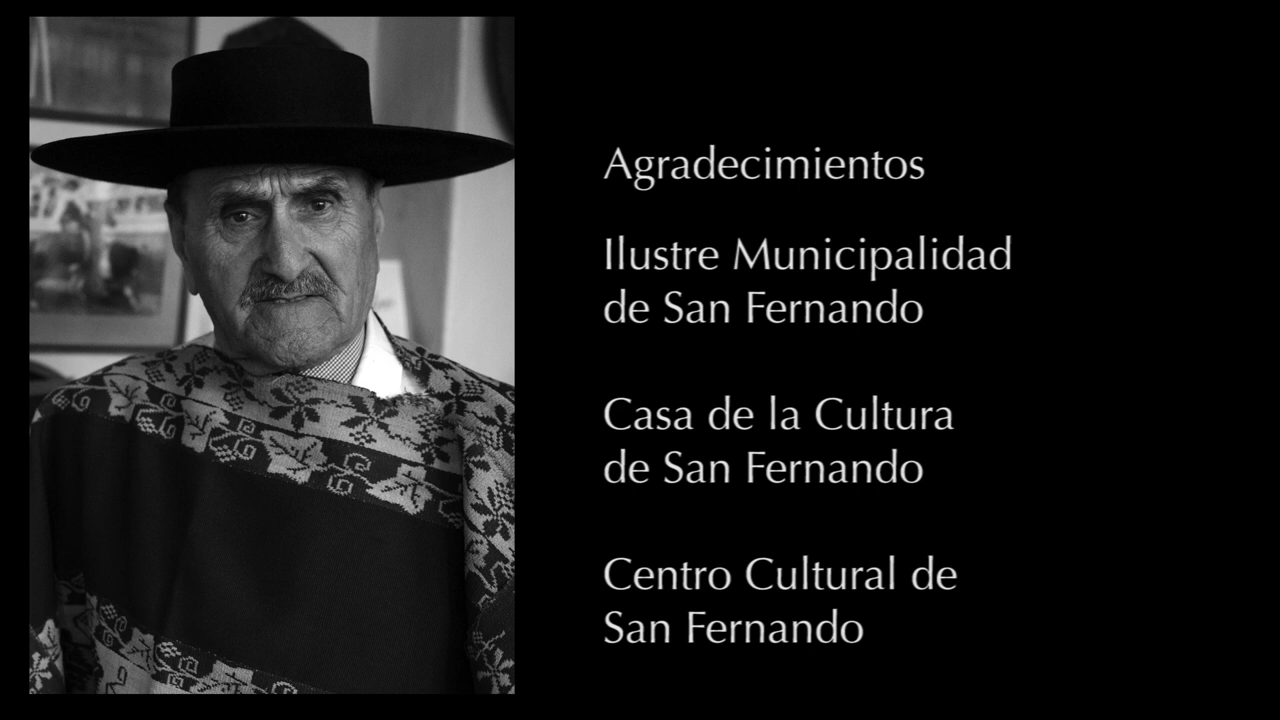 Agradecimientos
Ilustre Municipalidad
de San Fernando
Casa de la Cultura
de San Fernando
Centro Cultural de
San Fernando